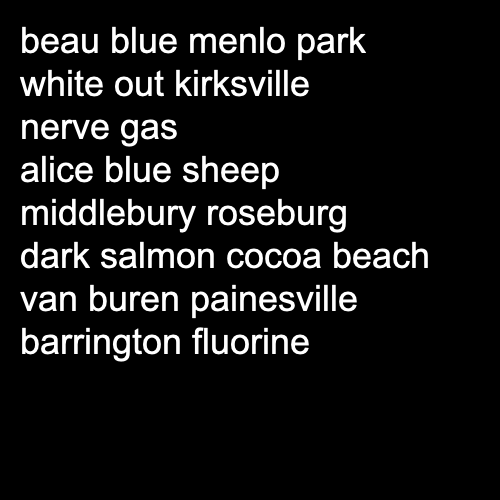 beau blue menlo park
white out kirksville
nerve gas
alice blue sheep
middlebury roseburg
dark salmon cocoa beach
van buren painesville
barrington fluorine